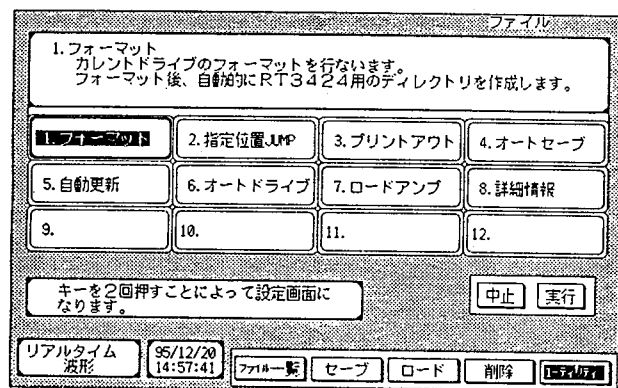 ファイル
1.フォーマット
カレントドライブのフォーマットを行ないます。
フォーマット後、自動的にRT3424用のディレクトリを作成します。
1.フォーマット
2.指定位置JUMP
3.プリントアウト
4.オートセーブ
5.自動更新
6.オートドライブ
7.ロードアンプ
8.詳細情報
9.
10.
11.
12.
キーを2回押すことによって設定画面に
なります。
中止
実行
リアルタイム
波形
95/12/20
14:57:41
ファイル一覧
セーブ
ロード
削除
ユーティリティ